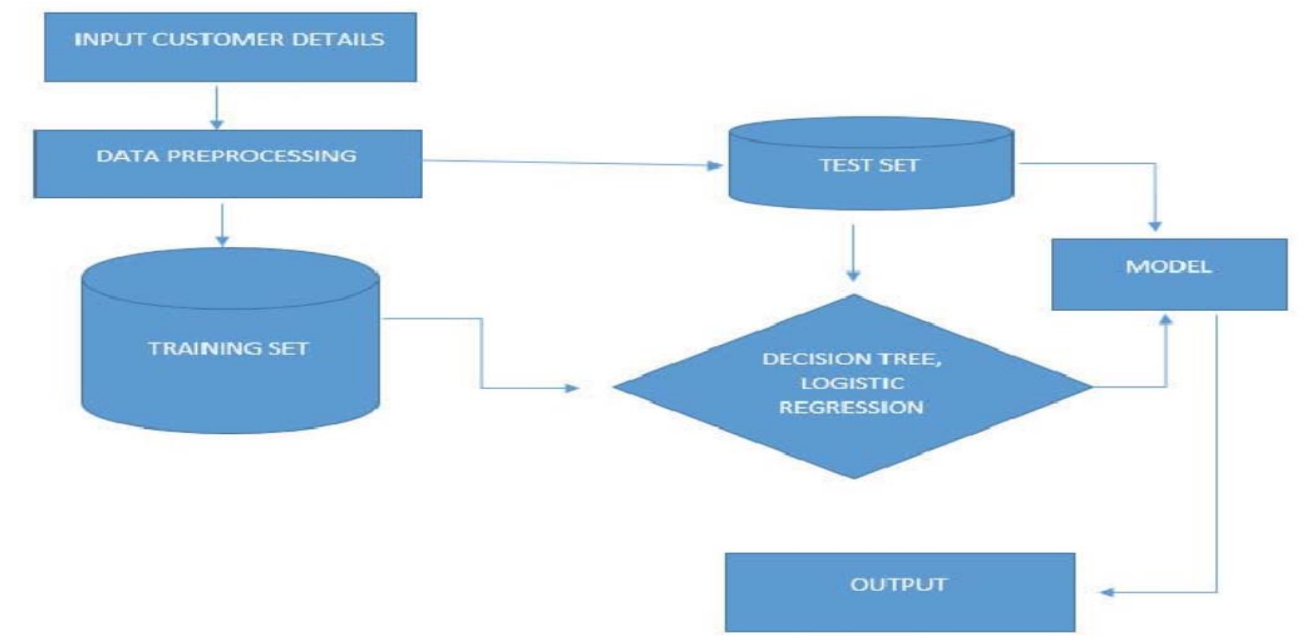 INPUT CUSTOMER DETAILS
DATA PREPROCESSING
TEST SET
MODEL
TRAINING SET
DECISION TREE,
LOGISTIC
REGRESSION
OUTPUT